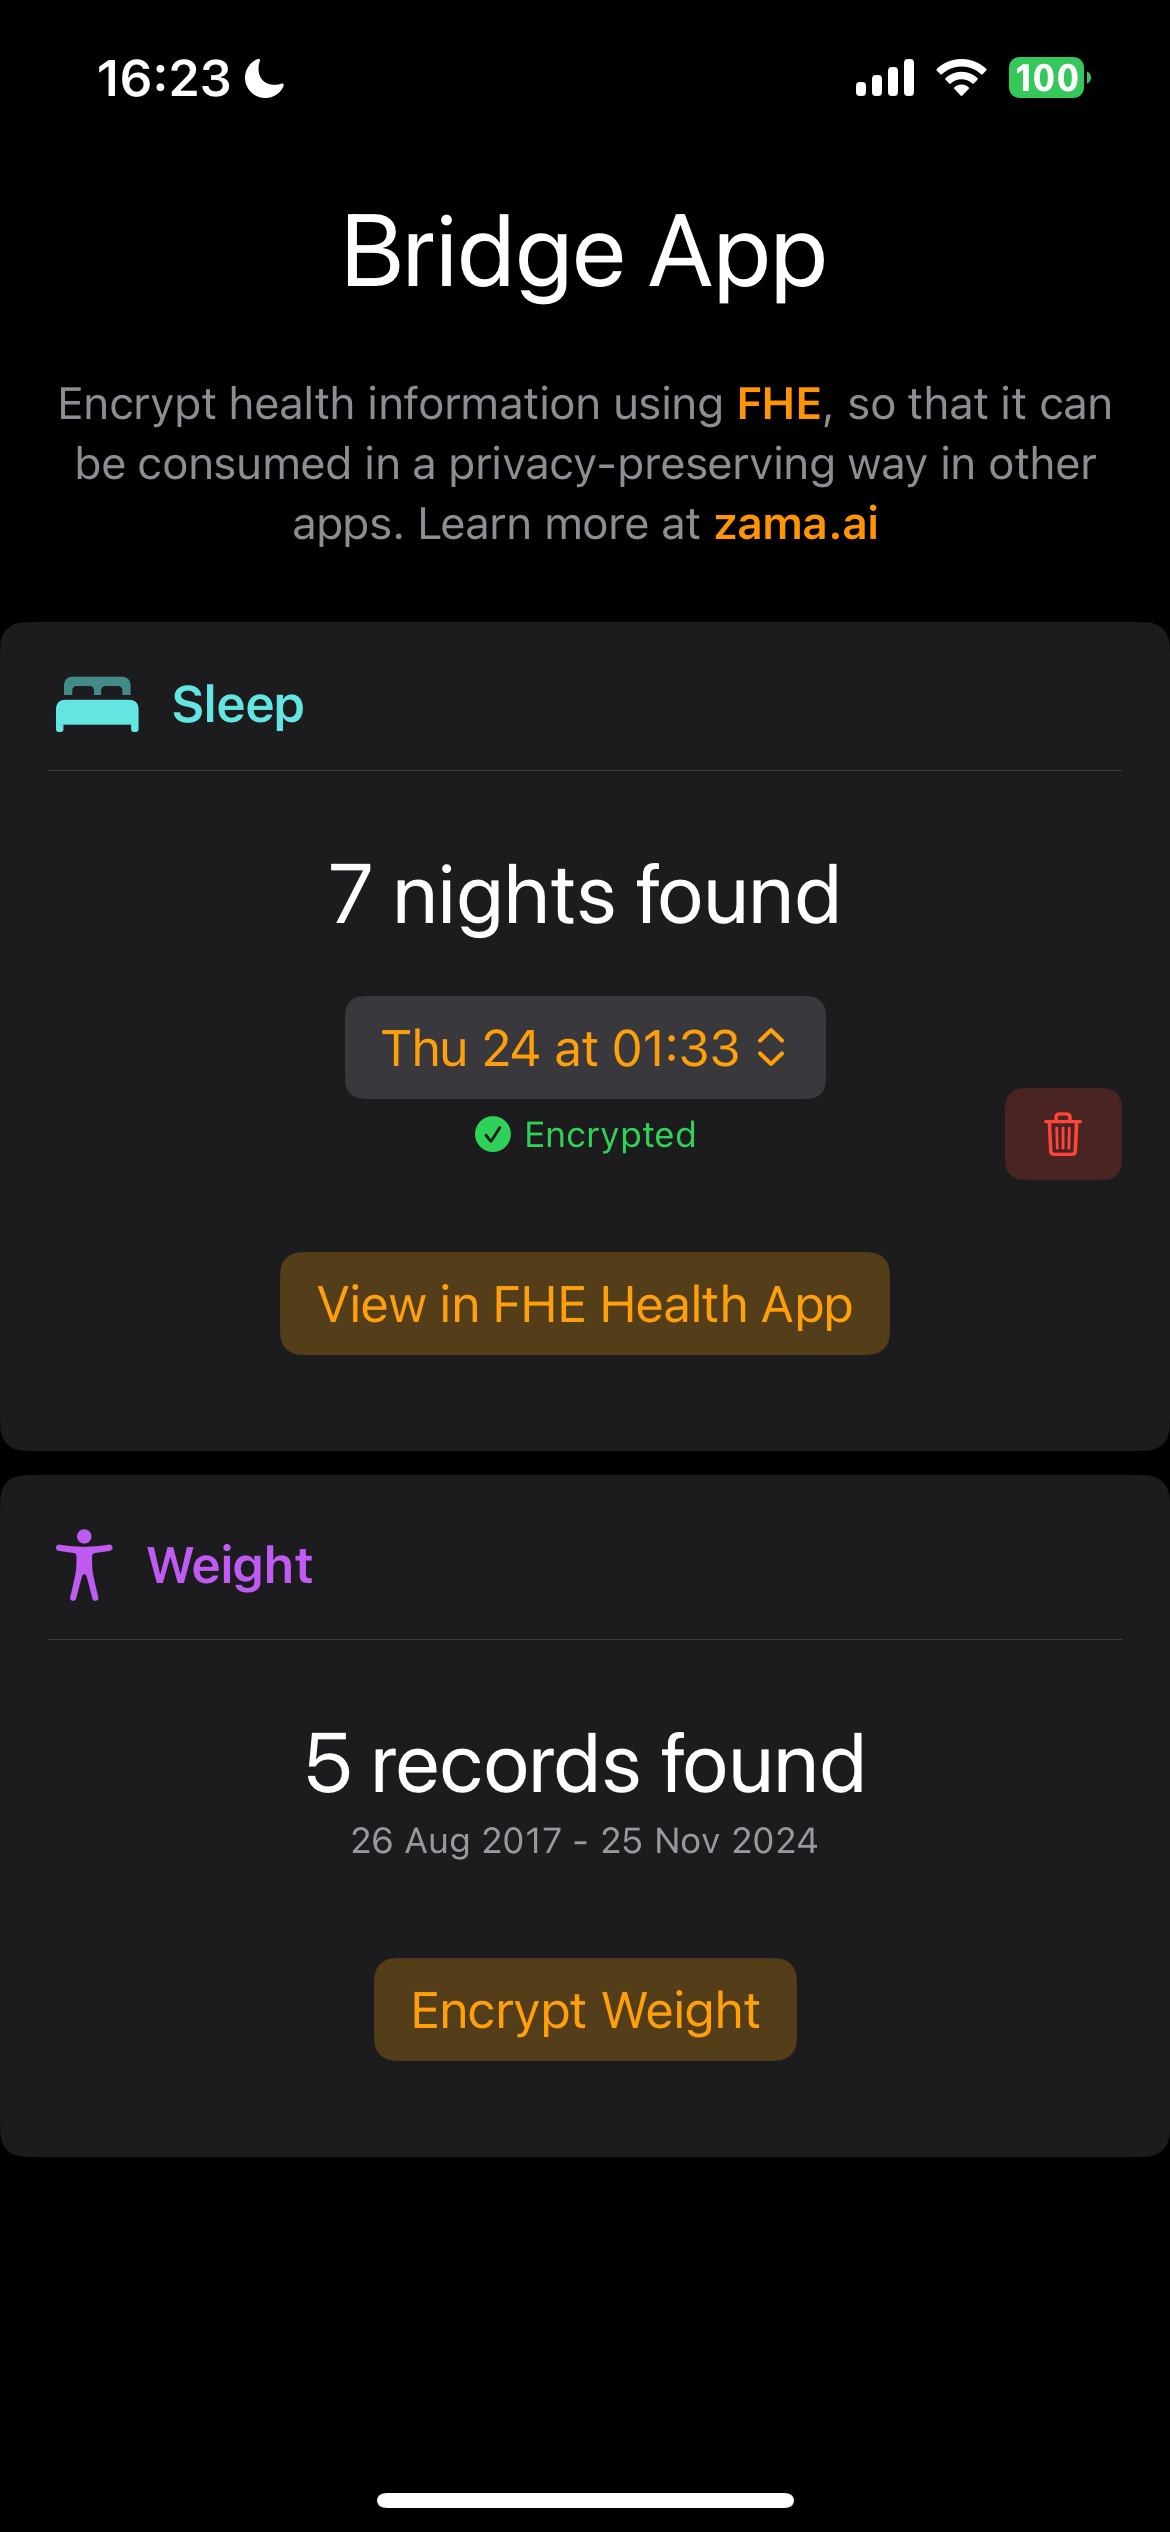 16:23
100
Bridge App
Encrypt health information using FHE, so that it can
be consumed in a privacy-preserving way in other
apps. Learn more at zama.ai
Sleep
7 nights found
Thu 24 at 01:33
Encrypted
View in FHE Health App
Weight
5 records found
26 Aug 2017 - 25 Nov 2024
Encrypt Weight